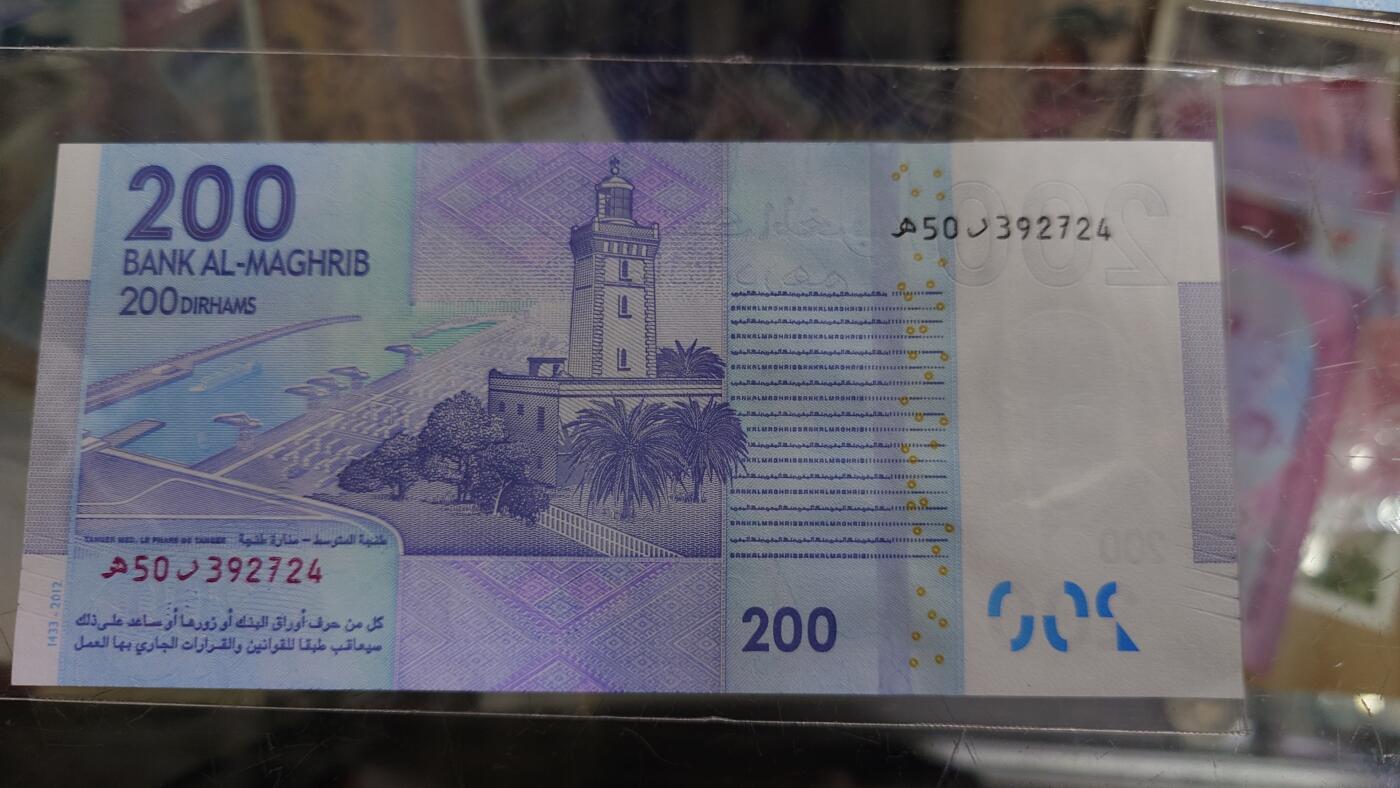 200
BANK AL-MAGHRIB
200 DIRHAMS
ﻫ 50 ر 392724
TANGER MED, LE PHARE DE TANGER
طنجة المتوسط – منارة طنجة
ﻫ 50 ر 392724
1433 - 2012
كل من حرف أوراق البنك أو زورها أو ساعد على ذلك
سيعاقب طبقا للقوانين والقرارات الجاري بها العمل
200